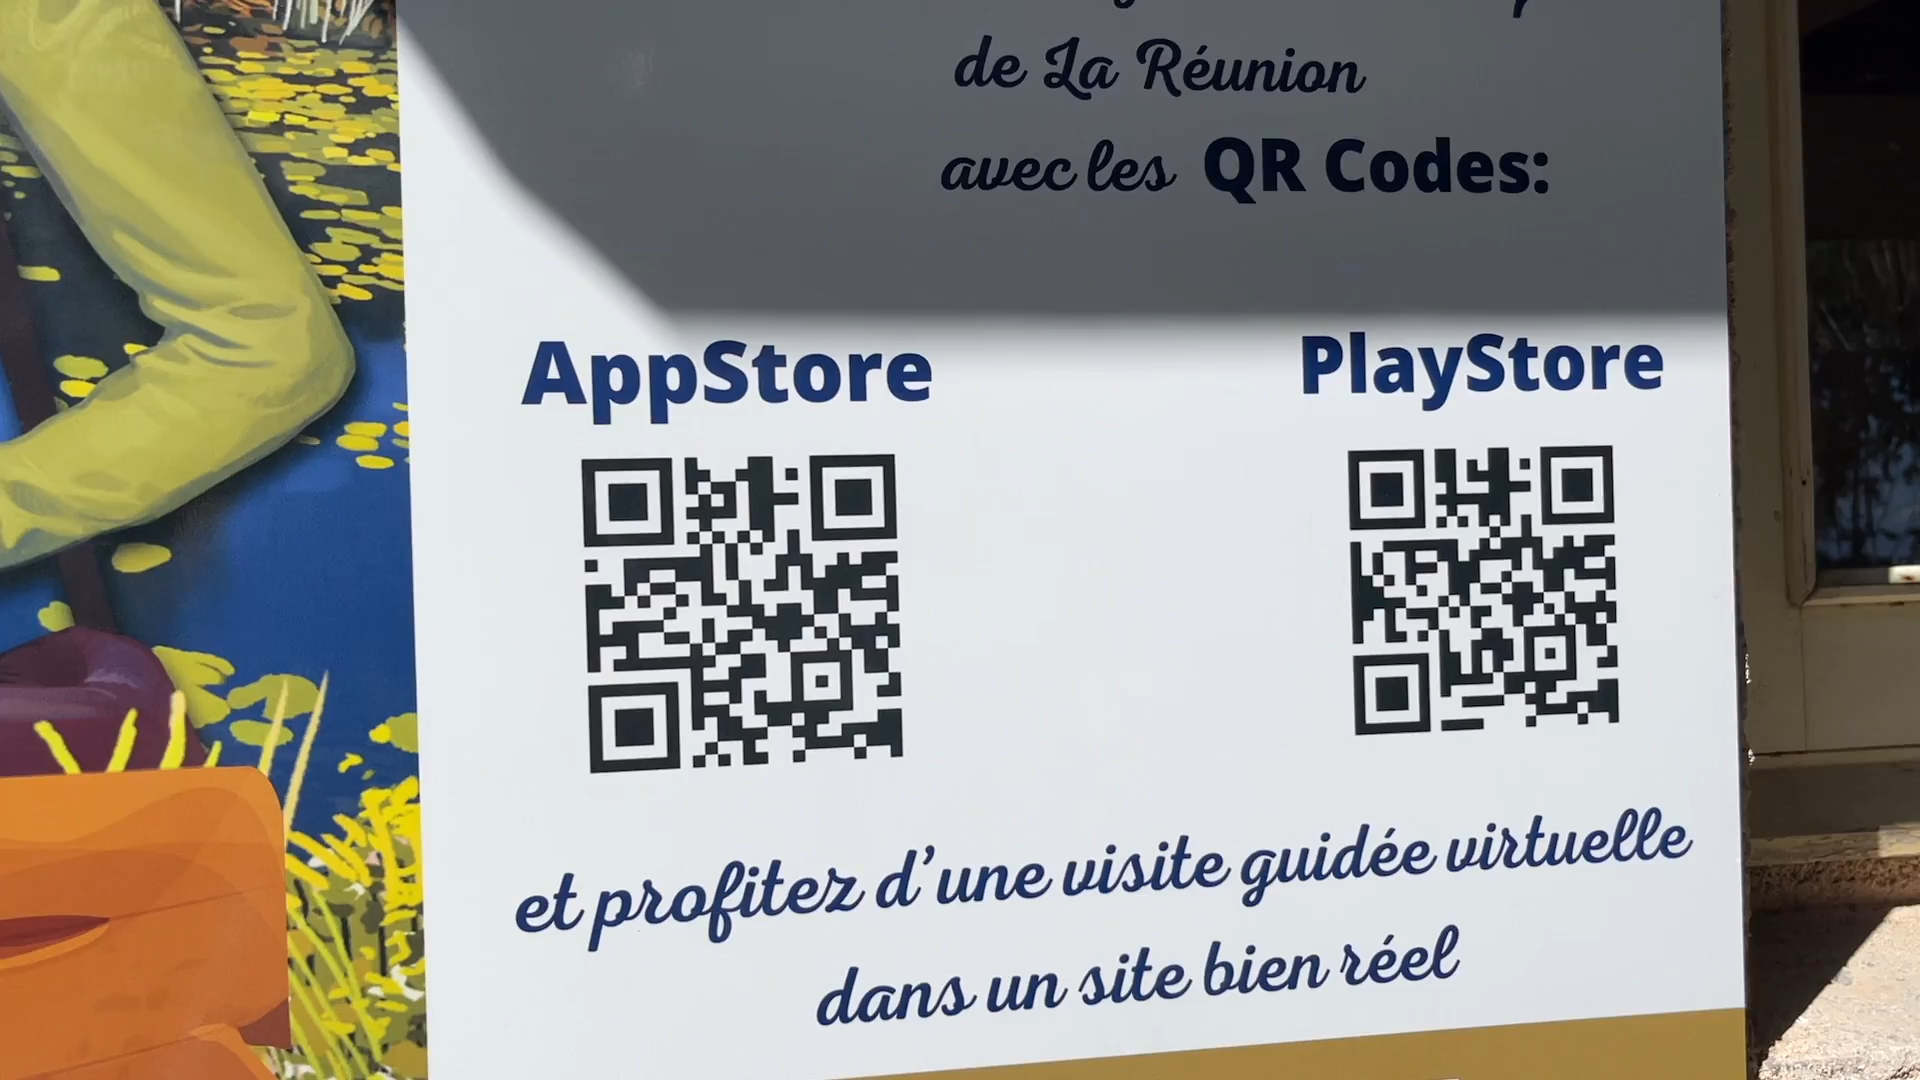 de La Réunion
avec les QR Codes:
AppStore
PlayStore
et profitez d'une visite guidée virtuelle
dans un site bien réel